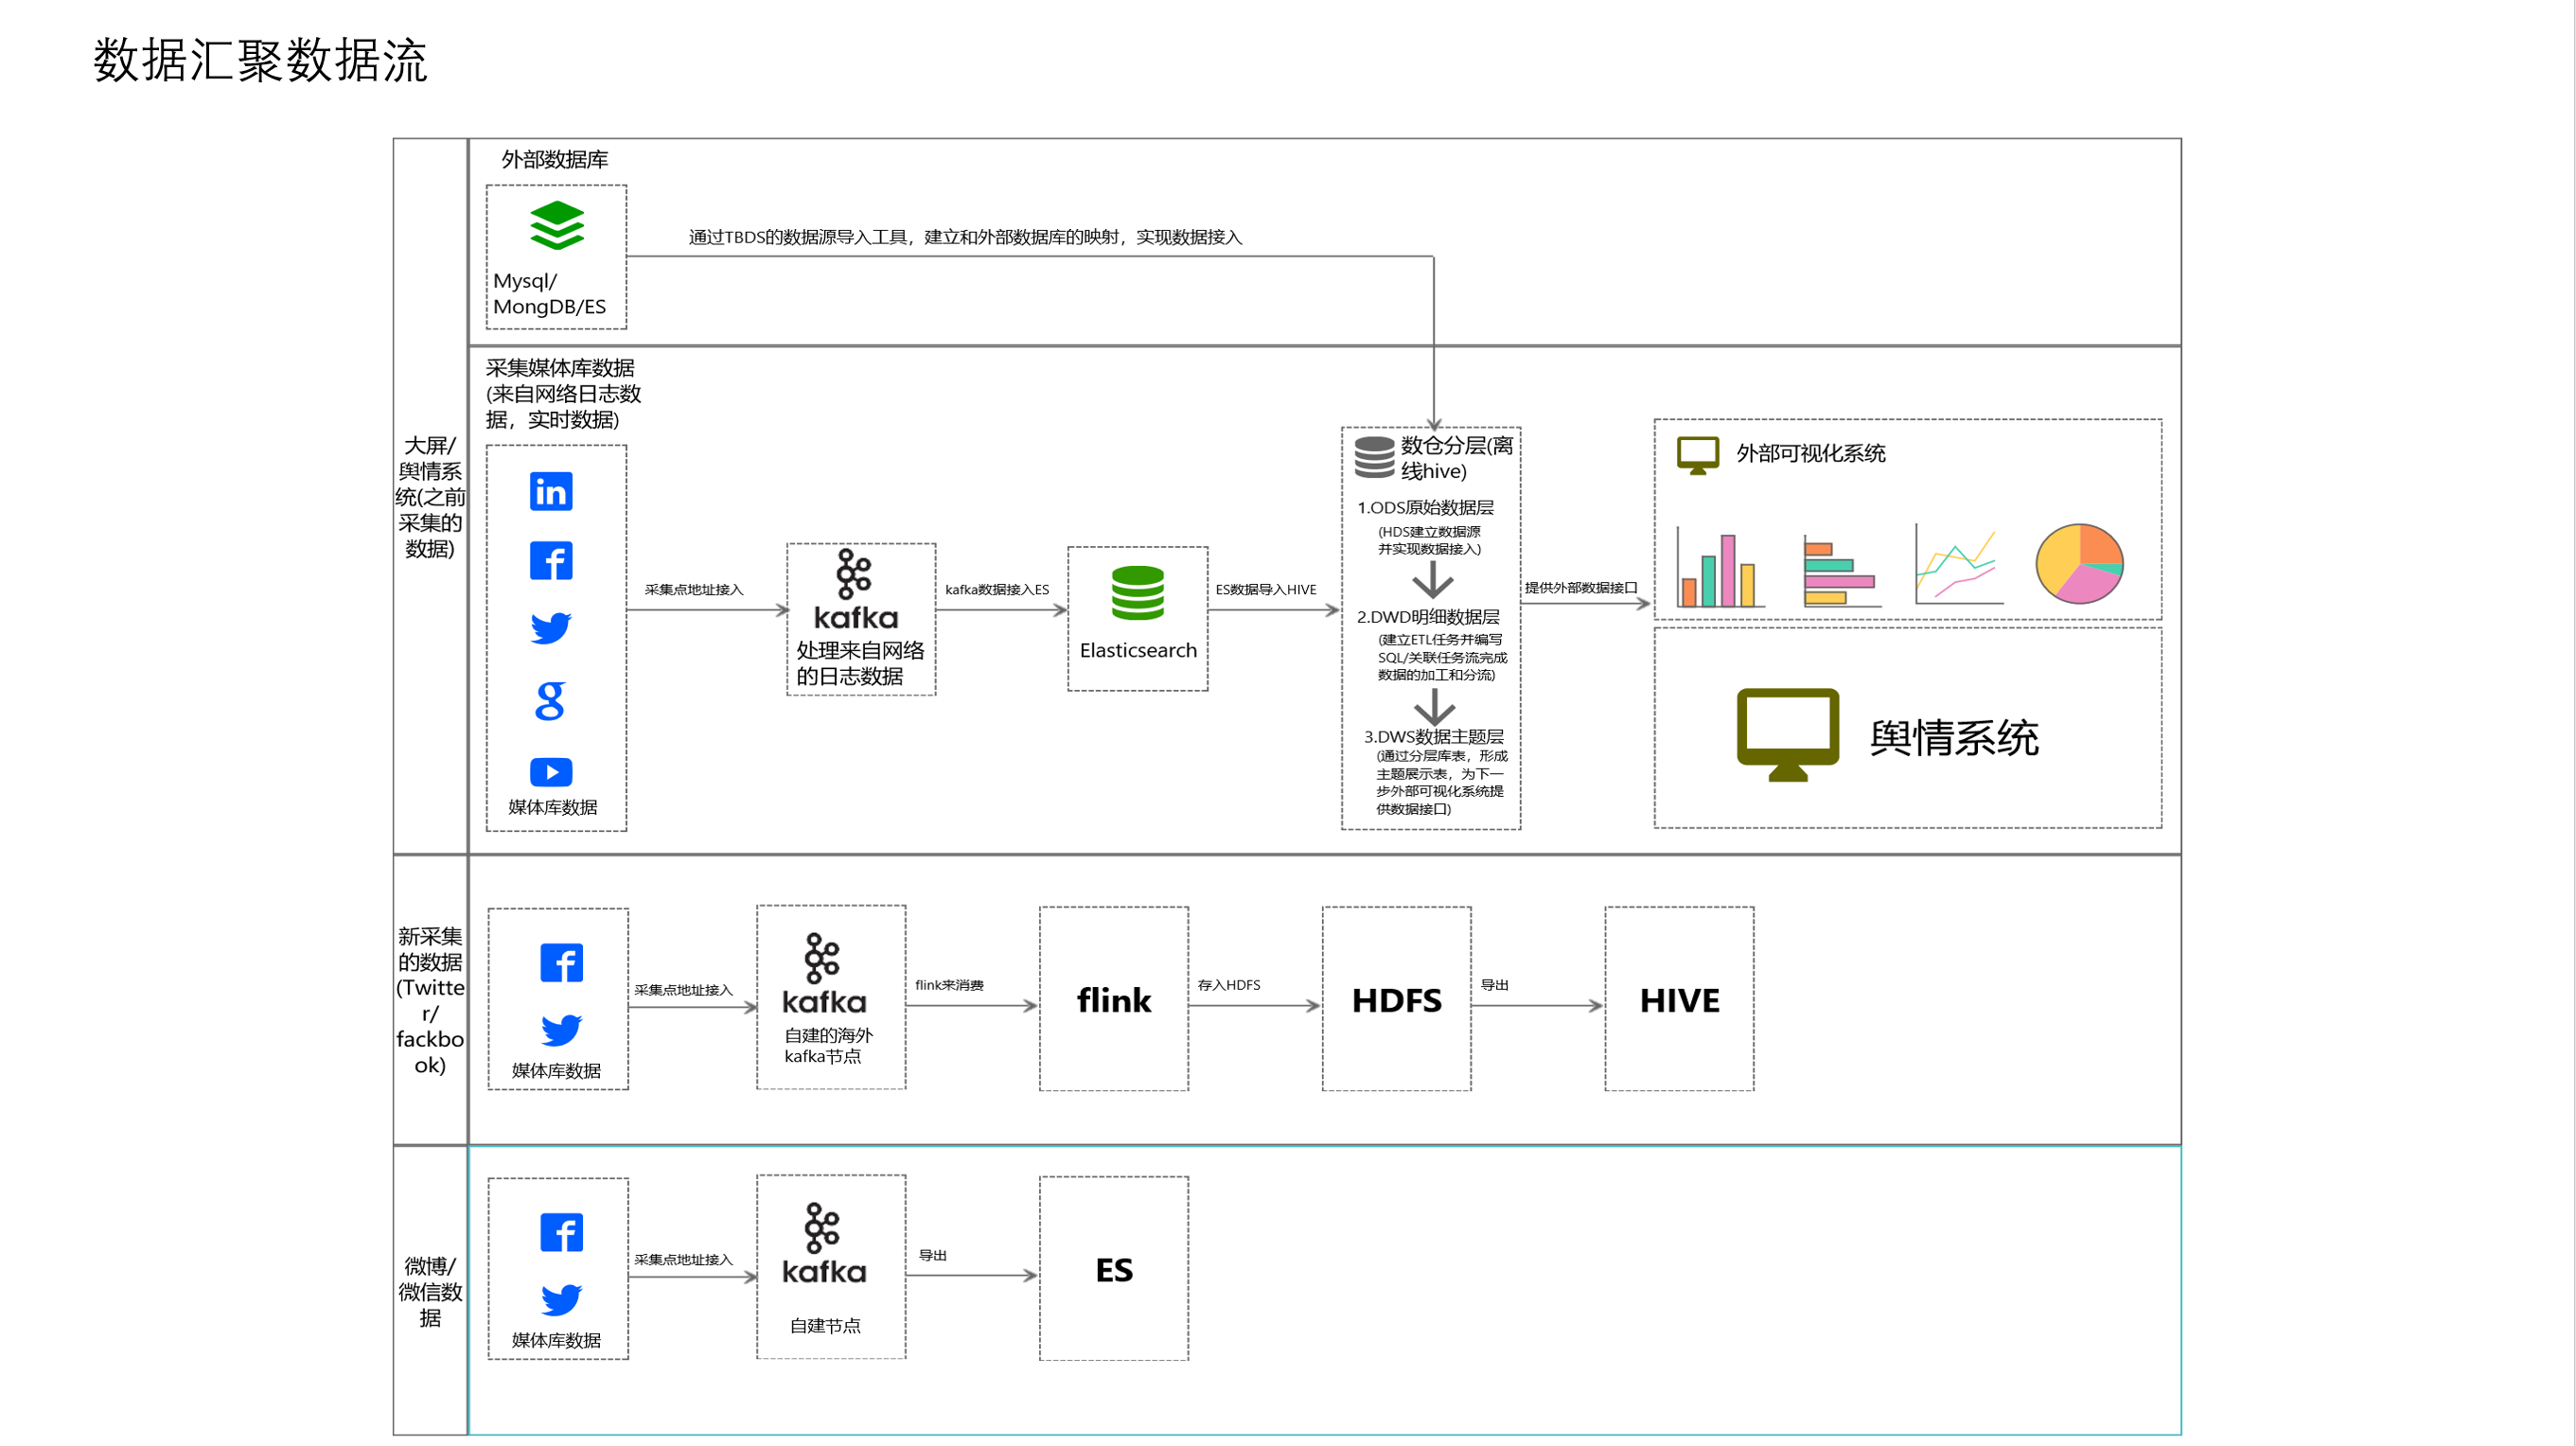 数据汇聚数据流
外部数据库
Mysql/
MongDB/ES
通过TBDS的数据源导入工具，建立和外部数据库的映射，实现数据接入
大屏/
舆情系
统(之前
采集的
数据)
采集媒体库数据
(来自网络日志数
据，实时数据)
in
f
g
媒体库数据
采集点地址接入
kafka
处理来自网络
的日志数据
kafka数据接入ES
Elasticsearch
ES数据导入HIVE
数仓分层(离
线hive)
1.ODS原始数据层
(HDS建立数据源
并实现数据接入)
2.DWD明细数据层
(建立ETL任务并编写
SQL/关联任务流完成
数据的加工和分流)
3.DWS数据主题层
(通过分层库表，形成
主题展示表，为下一
步外部可视化系统提
供数据接口)
提供外部数据接口
外部可视化系统
舆情系统
新采集
的数据
(Twitte
r/
fackbo
ok)
f
媒体库数据
采集点地址接入
kafka
自建的海外
kafka节点
flink来消费
flink
存入HDFS
HDFS
导出
HIVE
微博/
微信数
据
f
媒体库数据
采集点地址接入
kafka
自建节点
导出
ES